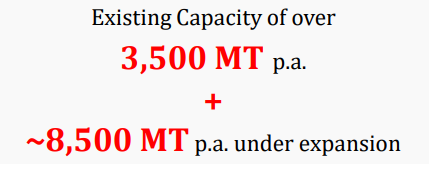 Existing Capacity of over
3,500 MT p.a.
+
~8,500 MT p.a. under expansion